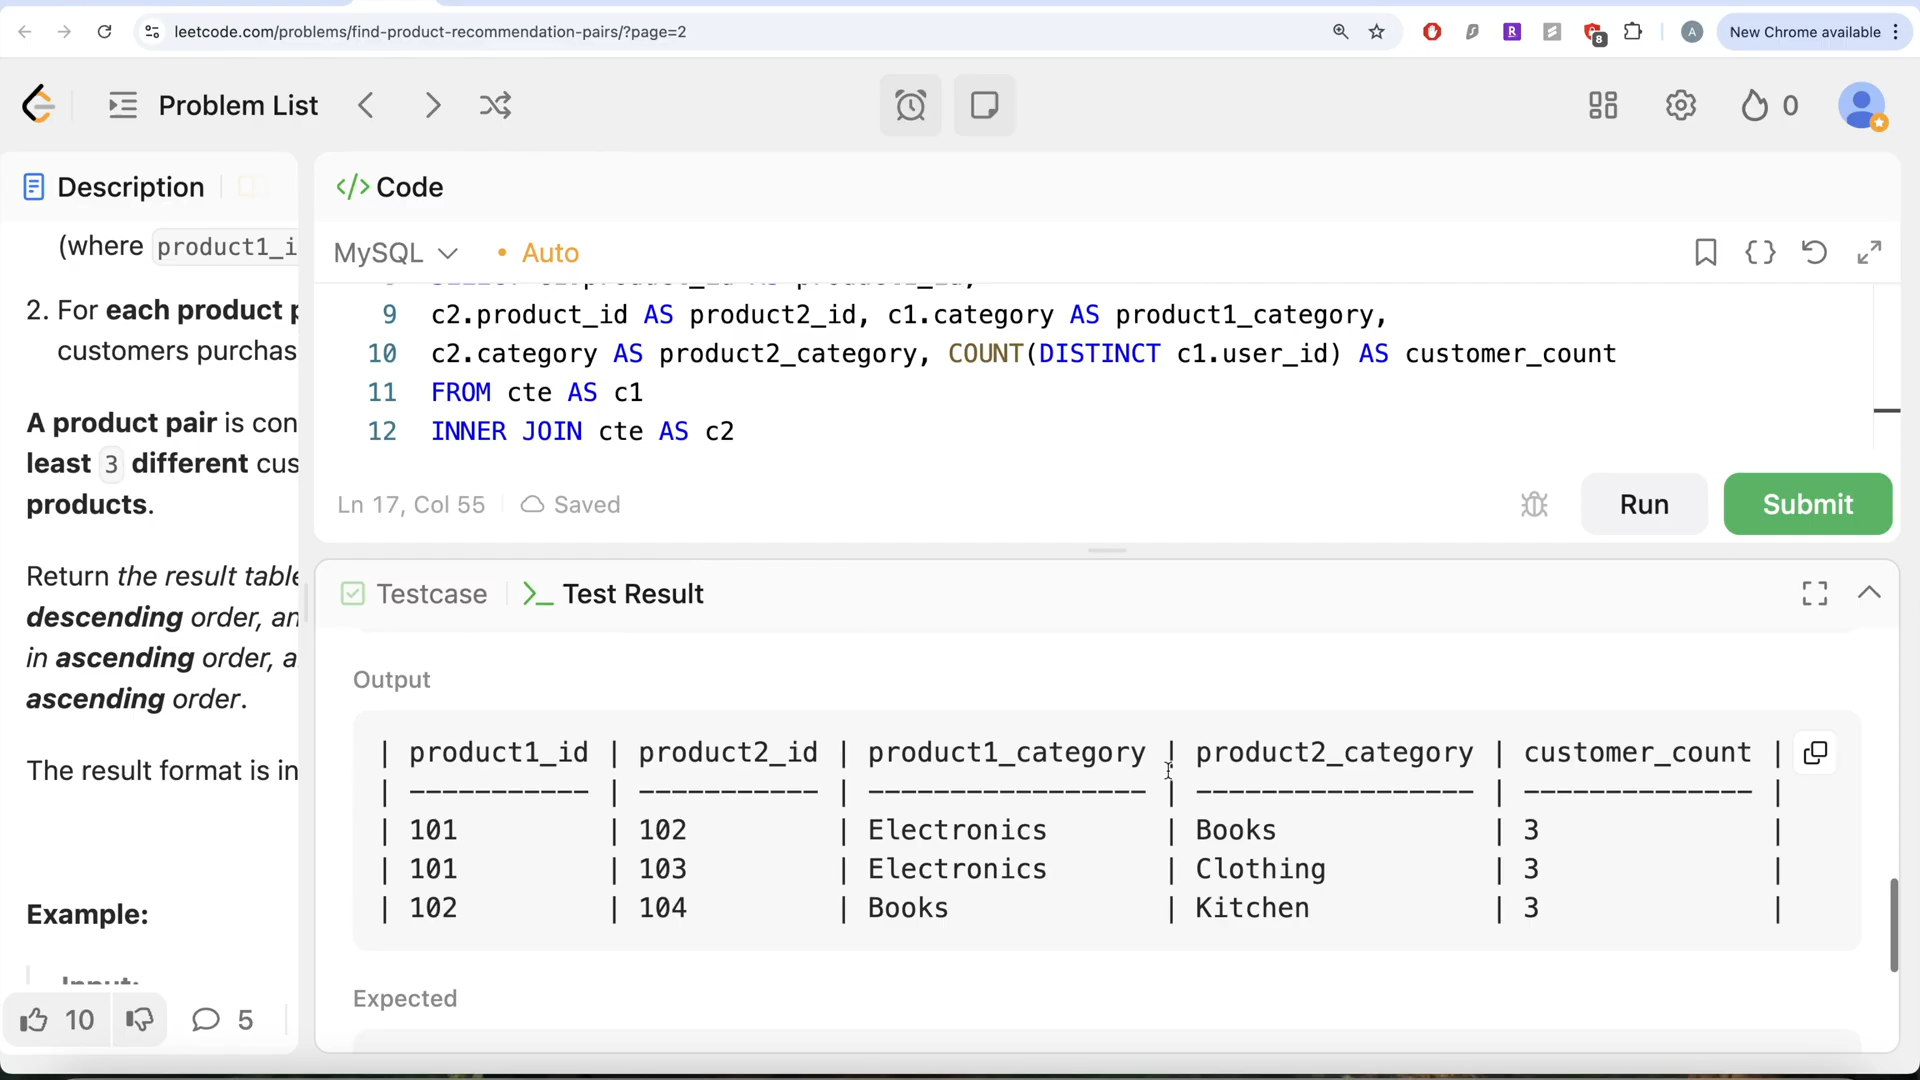 leetcode.com/problems/find-product-recommendation-pairs/?page=2
R
8
A
New Chrome available
Problem List
0
Description
(where product1_i
2. For each product p
customers purchas
A product pair is con
least 3 different cus
products.
Return the result table
descending order, an
in ascending order, a
ascending order.
The result format is in
Example:
Input:
10
5
</> Code
MySQL
• Auto
9 c2.product_id AS product2_id, c1.category AS product1_category,
10 c2.category AS product2_category, COUNT(DISTINCT c1.user_id) AS customer_count
11 FROM cte AS c1
12 INNER JOIN cte AS c2
Ln 17, Col 55
Saved
Run
Submit
Testcase
>_ Test Result
Output
| product1_id | product2_id | product1_category | product2_category | customer_count |
| ----------- | ----------- | ----------------- | ----------------- | -------------- |
| 101 | 102 | Electronics | Books | 3 |
| 101 | 103 | Electronics | Clothing | 3 |
| 102 | 104 | Books | Kitchen | 3 |
Expected